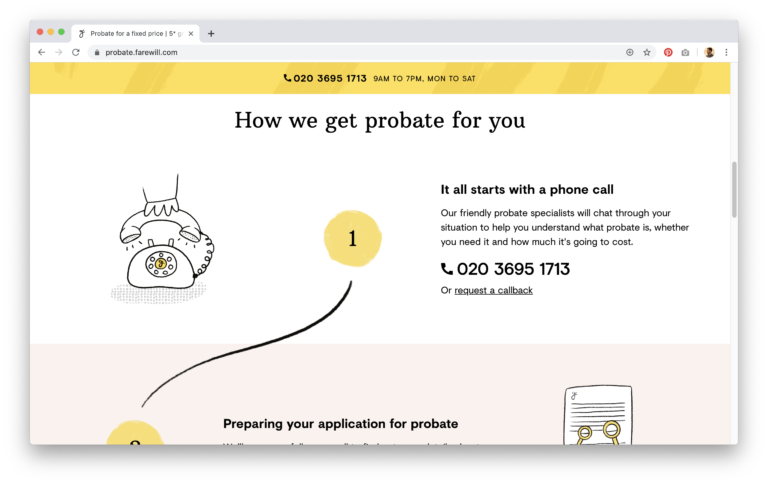 Probate for a fixed price | 5* g
probate.farewill.com
020 3695 1713 9AM TO 7PM, MON TO SAT
How we get probate for you
1
It all starts with a phone call
Our friendly probate specialists will chat through your
situation to help you understand what probate is, whether
you need it and how much it's going to cost.
020 3695 1713
Or request a callback
Preparing your application for probate